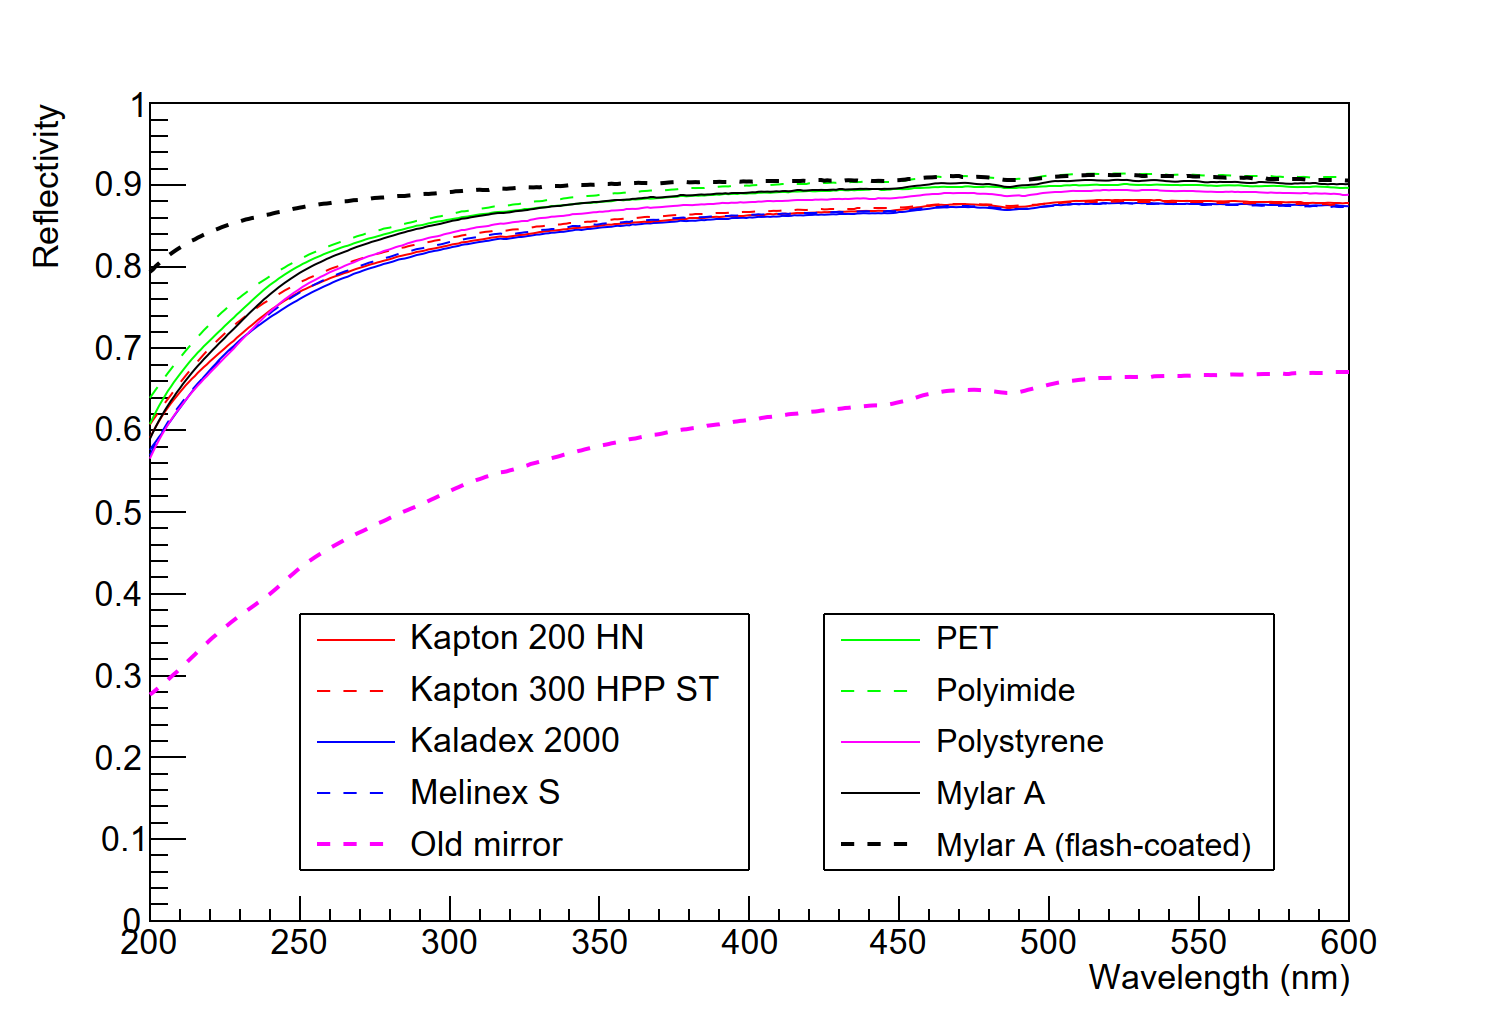 Reflectivity
1
0.9
0.8
0.7
0.6
0.5
0.4
0.3
0.2
0.1
0
Kapton 200 HN
Kapton 300 HPP ST
Kaladex 2000
Melinex S
Old mirror
PET
Polyimide
Polystyrene
Mylar A
Mylar A (flash-coated)
200 250 300 350 400 450 500 550 600
Wavelength (nm)